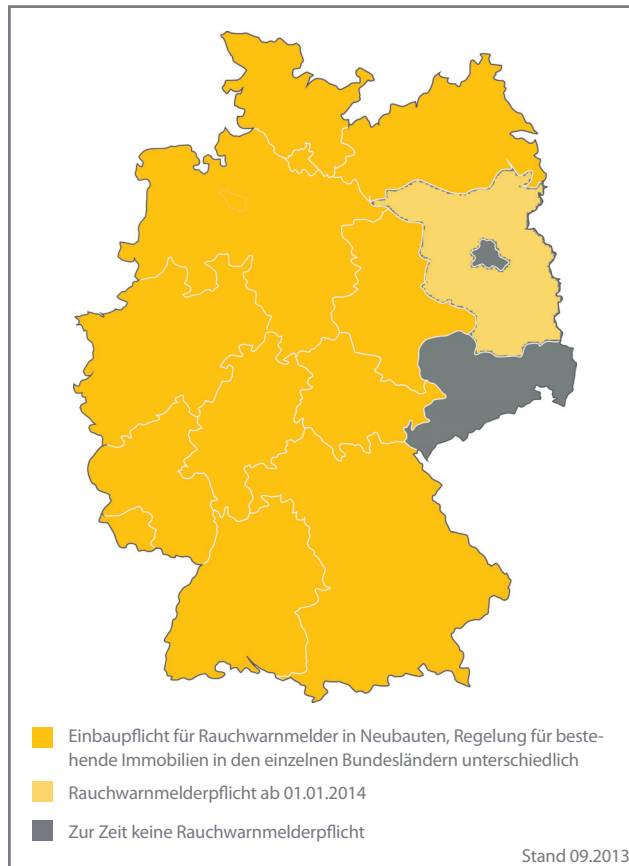 Einbaupflicht für Rauchwarnmelder in Neubauten, Regelung für beste-
hende Immobilien in den einzelnen Bundesländern unterschiedlich
Rauchwarnmelderpflicht ab 01.01.2014
Zur Zeit keine Rauchwarnmelderpflicht
Stand 09.2013